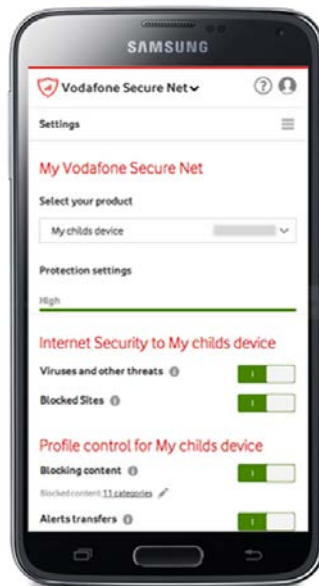 SAMSUNG
Vodafone Secure Net
Settings
My Vodafone Secure Net
Select your product
My childs device
Protection settings
High
Internet Security to My childs device
Viruses and other threats
Blocked Sites
Profile control for My childs device
Blocking content
Blocked content 11 categories
Alerts transfers